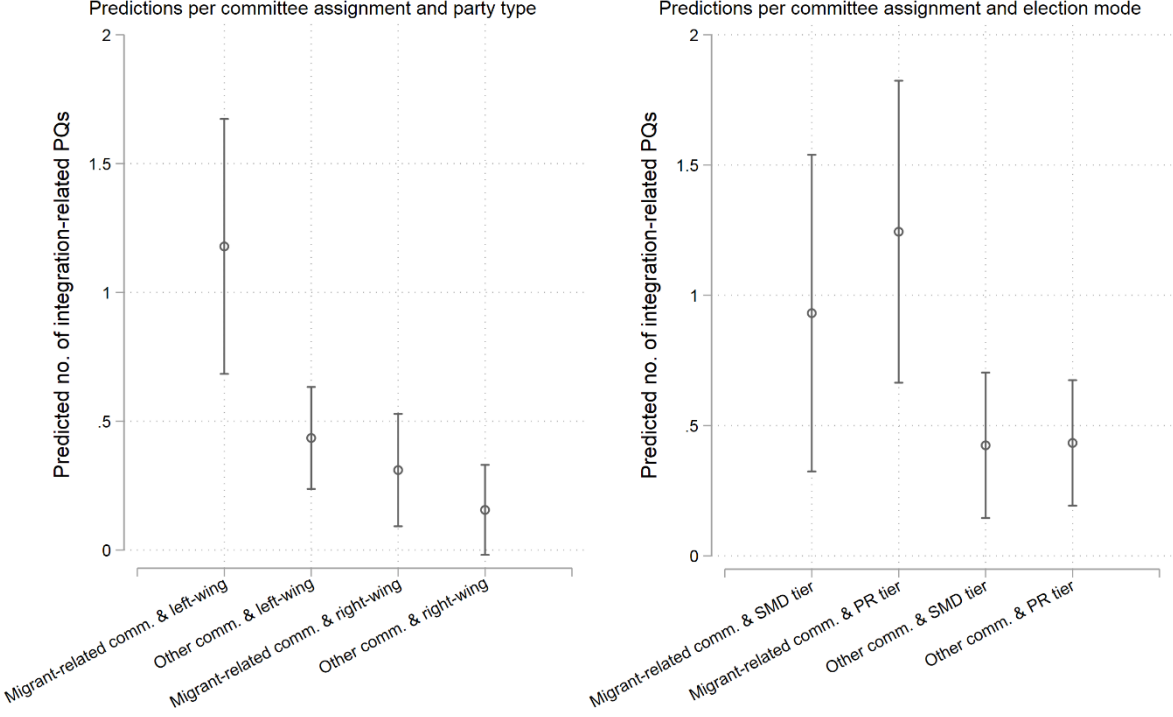 Predictions per committee assignment and party type
Predicted no. of integration-related PQs
2
1.5
1
.5
0
Migrant-related comm. & left-wing
Other comm. & left-wing
Migrant-related comm. & right-wing
Other comm. & right-wing
Predictions per committee assignment and election mode
Predicted no. of integration-related PQs
2
1.5
1
.5
0
Migrant-related comm. & SMD tier
Migrant-related comm. & PR tier
Other comm. & SMD tier
Other comm. & PR tier